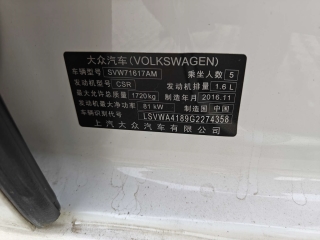 大众汽车(VOLKSWAGEN)
车辆型号 SVW71617AM 乘坐人数 5
发动机型号 CSR 发动机排量 1.6 L
最大允许总质量 1720kg 制造年月 2016.11
发动机最大净功率 81 kW 制造国 中国
车辆识别代号 LSVWA4189G2274358
上汽大众汽车有限公司